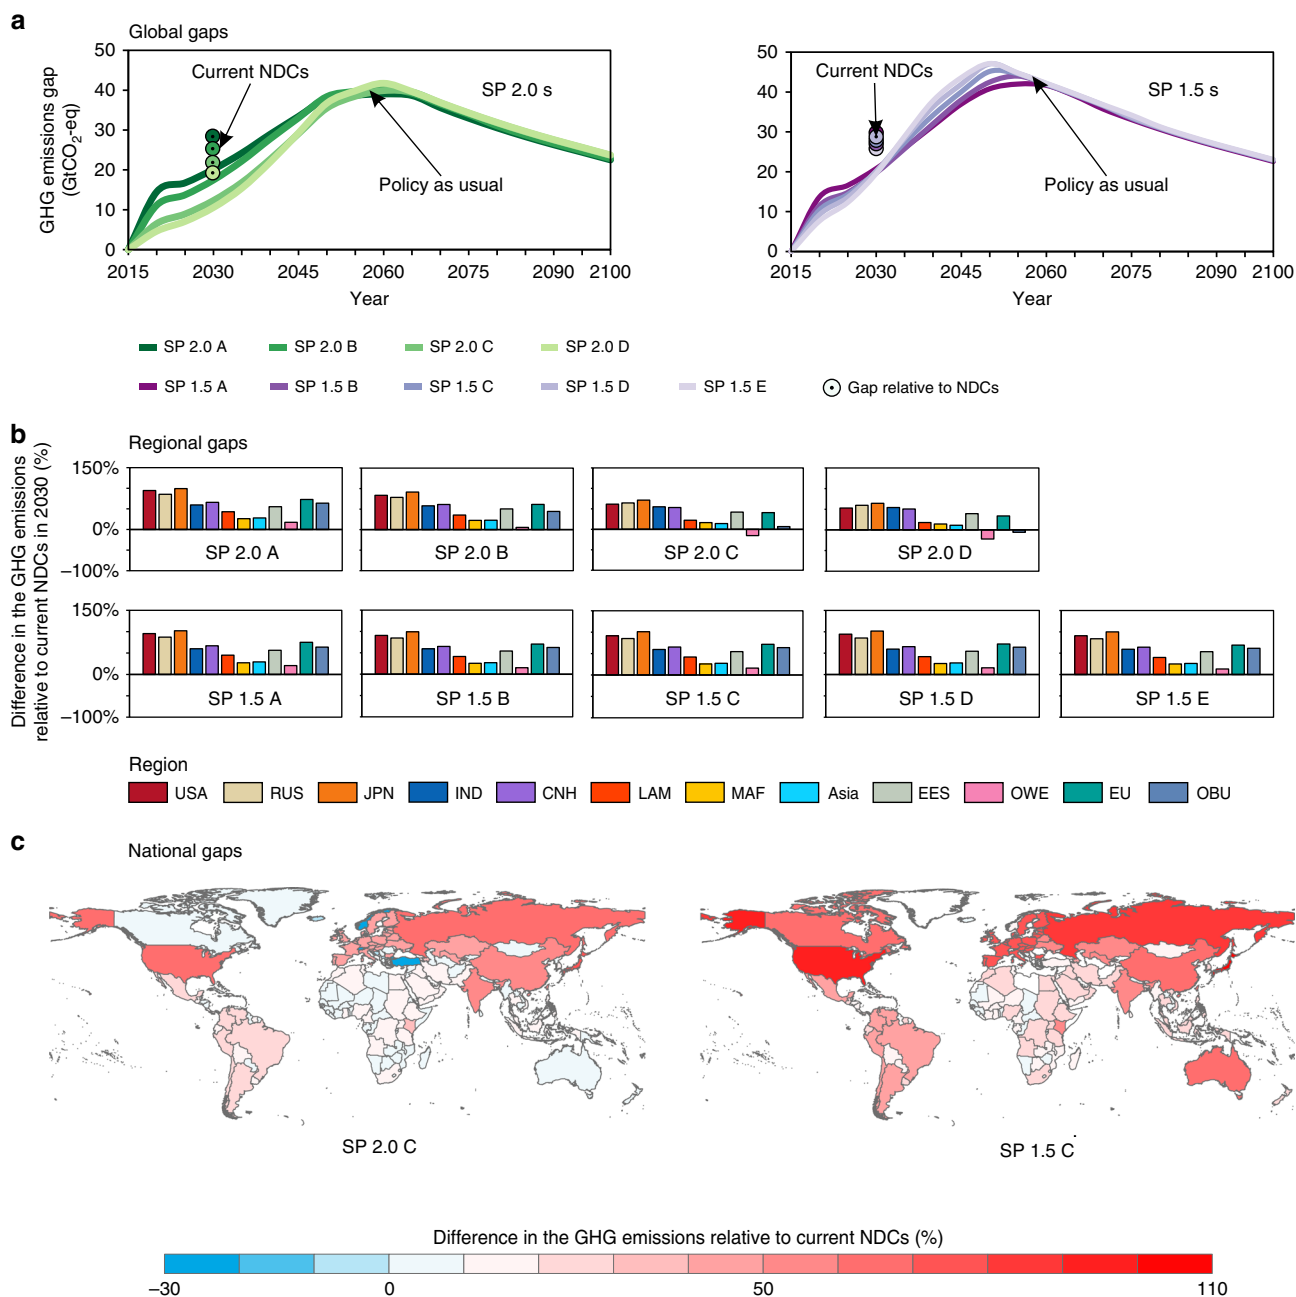 a
Global gaps
GHG emissions gap
(GtCO2-eq)
50
40
30
20
10
0
Current NDCs
SP 2.0 s
Policy as usual
2015 2030 2045 2060 2075 2090 2100
Year
50
40
30
20
10
0
Current NDCs
SP 1.5 s
Policy as usual
2015 2030 2045 2060 2075 2090 2100
Year
SP 2.0 A SP 2.0 B SP 2.0 C SP 2.0 D
SP 1.5 A SP 1.5 B SP 1.5 C SP 1.5 D SP 1.5 E Gap relative to NDCs
b
Regional gaps
Difference in the GHG emissions
relative to current NDCs in 2030 (%)
150%
0%
−100%
SP 2.0 A SP 2.0 B SP 2.0 C SP 2.0 D
150%
0%
−100%
SP 1.5 A SP 1.5 B SP 1.5 C SP 1.5 D SP 1.5 E
Region
USA RUS JPN IND CNH LAM MAF Asia EES OWE EU OBU
c
National gaps
SP 2.0 C SP 1.5 C
Difference in the GHG emissions relative to current NDCs (%)
−30 0 50 110